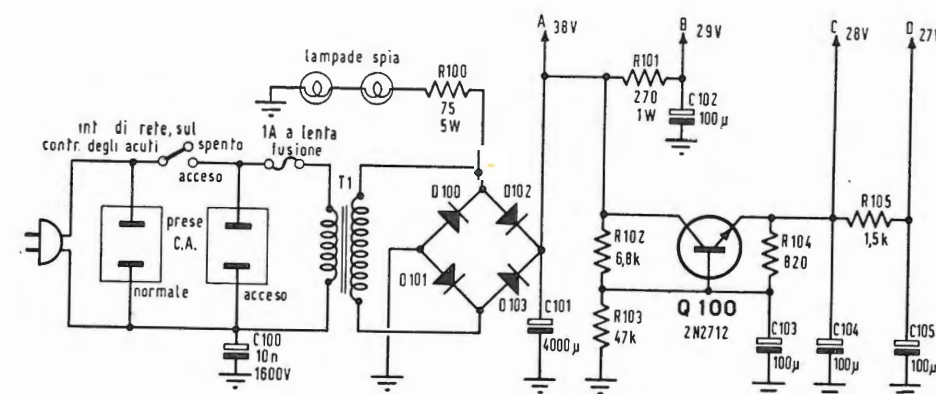 A
38V
B
29V
C
28V
D
27V
lampade spia
R100
75
5W
R101
270
1W
C102
100µ
int di rete, sul
contr. degli acuti
spento
acceso
1A a lenta
fusione
T1
D100
D102
D101
D103
prese
C.A.
normale
acceso
C100
10n
1600V
C101
4000µ
R102
6,8k
R103
47k
Q 100
2N2712
R104
820
R105
1,5k
C103
100µ
C104
100µ
C105
100µ